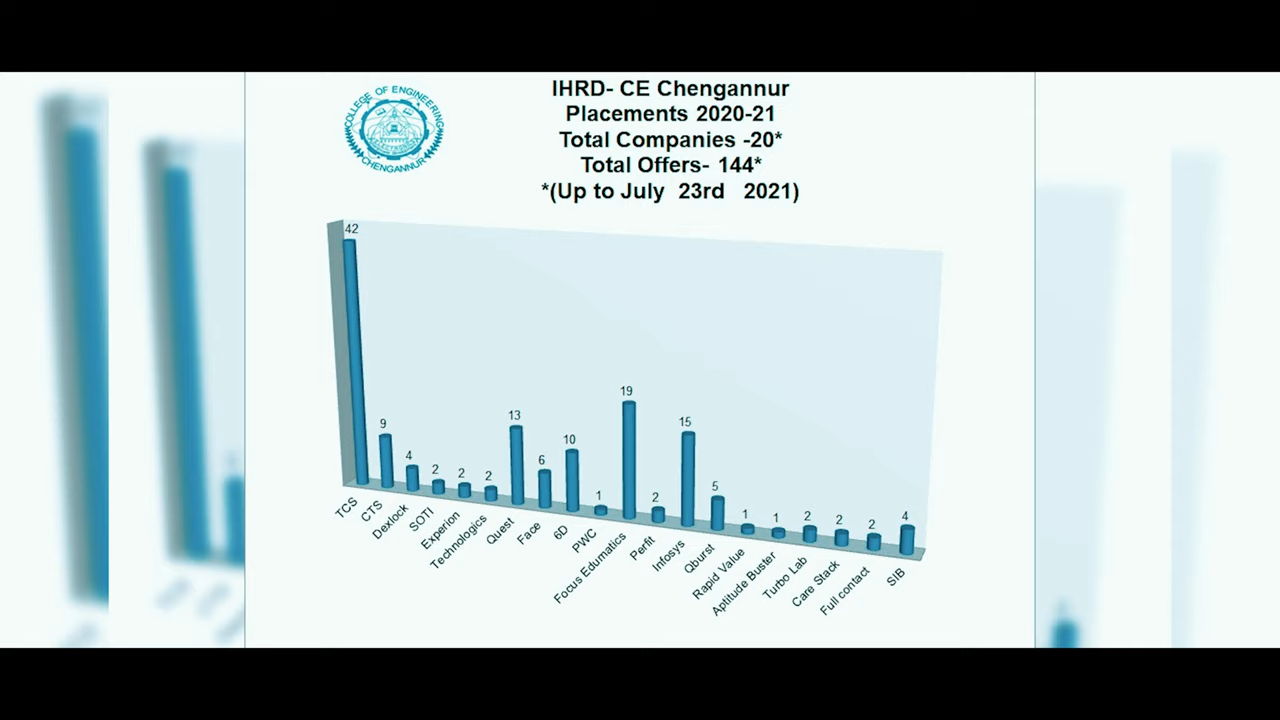 COLLEGE OF ENGINEERING
CHENGANNUR
IHRD- CE Chengannur
Placements 2020-21
Total Companies -20*
Total Offers- 144*
*(Up to July 23rd 2021)
42
9
4
2
2
2
13
6
10
1
19
2
15
5
1
1
2
2
2
4
TCS
CTS
Dexlock
SOTI
Experion
Technologics
Quest
Face
6D
PWC
Focus Edumatics
Perfit
Infosys
Qburst
Rapid Value
Aptitude Buster
Turbo Lab
Care Stack
Full contact
SIB